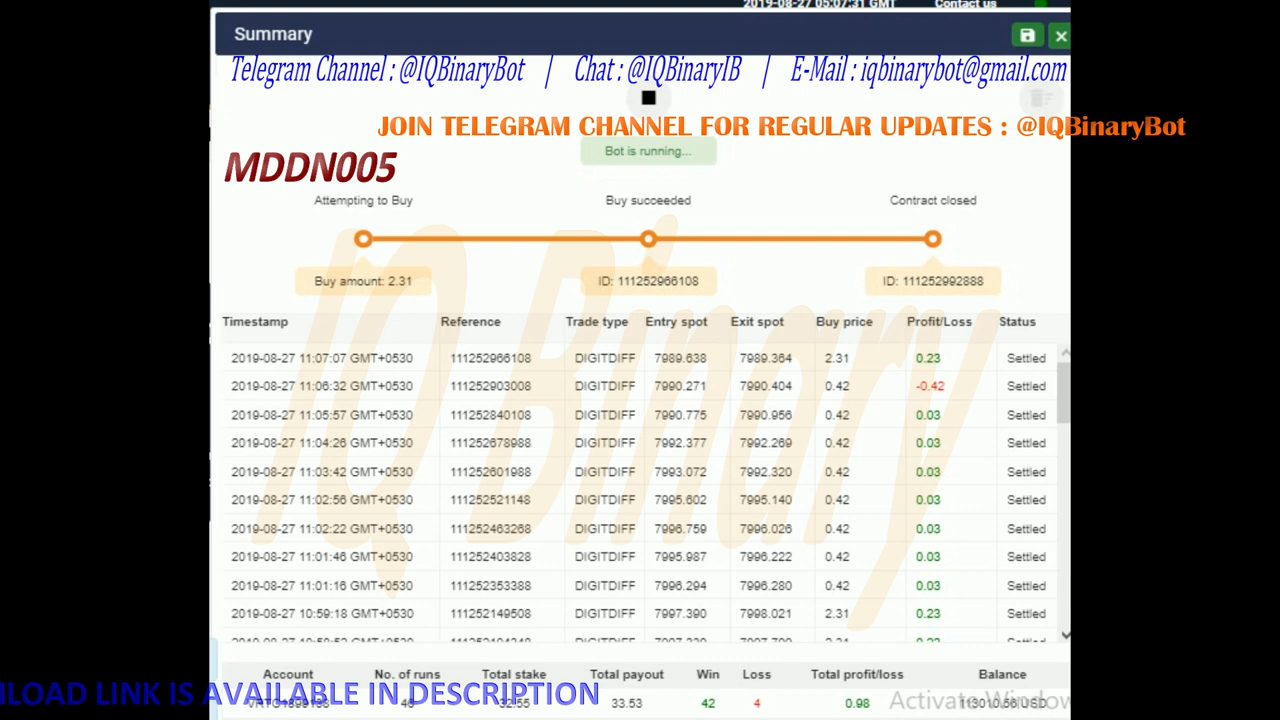 2019-08-27 05:07:31 GMT Contact us
Summary
Telegram Channel : @IQBinaryBot | Chat : @IQBinaryIB | E-Mail : iqbinarybot@gmail.com
JOIN TELEGRAM CHANNEL FOR REGULAR UPDATES : @IQBinaryBot
Bot is running...
MDDN005
Attempting to Buy Buy succeeded Contract closed
Buy amount: 2.31 ID: 111252966108 ID: 111252992888
IQ Binary
Timestamp Reference Trade type Entry spot Exit spot Buy price Profit/Loss Status
2019-08-27 11:07:07 GMT+0530 111252966108 DIGITDIFF 7989.638 7989.364 2.31 0.23 Settled
2019-08-27 11:06:32 GMT+0530 111252903008 DIGITDIFF 7990.271 7990.404 0.42 -0.42 Settled
2019-08-27 11:05:57 GMT+0530 111252840108 DIGITDIFF 7990.775 7990.956 0.42 0.03 Settled
2019-08-27 11:04:26 GMT+0530 111252678988 DIGITDIFF 7992.377 7992.269 0.42 0.03 Settled
2019-08-27 11:03:42 GMT+0530 111252601988 DIGITDIFF 7993.072 7992.320 0.42 0.03 Settled
2019-08-27 11:02:56 GMT+0530 111252521148 DIGITDIFF 7995.602 7995.140 0.42 0.03 Settled
2019-08-27 11:02:22 GMT+0530 111252463268 DIGITDIFF 7996.759 7996.026 0.42 0.03 Settled
2019-08-27 11:01:46 GMT+0530 111252403828 DIGITDIFF 7995.987 7996.222 0.42 0.03 Settled
2019-08-27 11:01:16 GMT+0530 111252353388 DIGITDIFF 7996.294 7996.280 0.42 0.03 Settled
2019-08-27 10:59:18 GMT+0530 111252149508 DIGITDIFF 7997.390 7998.021 2.31 0.23 Settled
Account No. of runs Total stake Total payout Win Loss Total profit/loss Balance
33.53 42 4 0.98
NLOAD LINK IS AVAILABLE IN DESCRIPTION
Activate Window